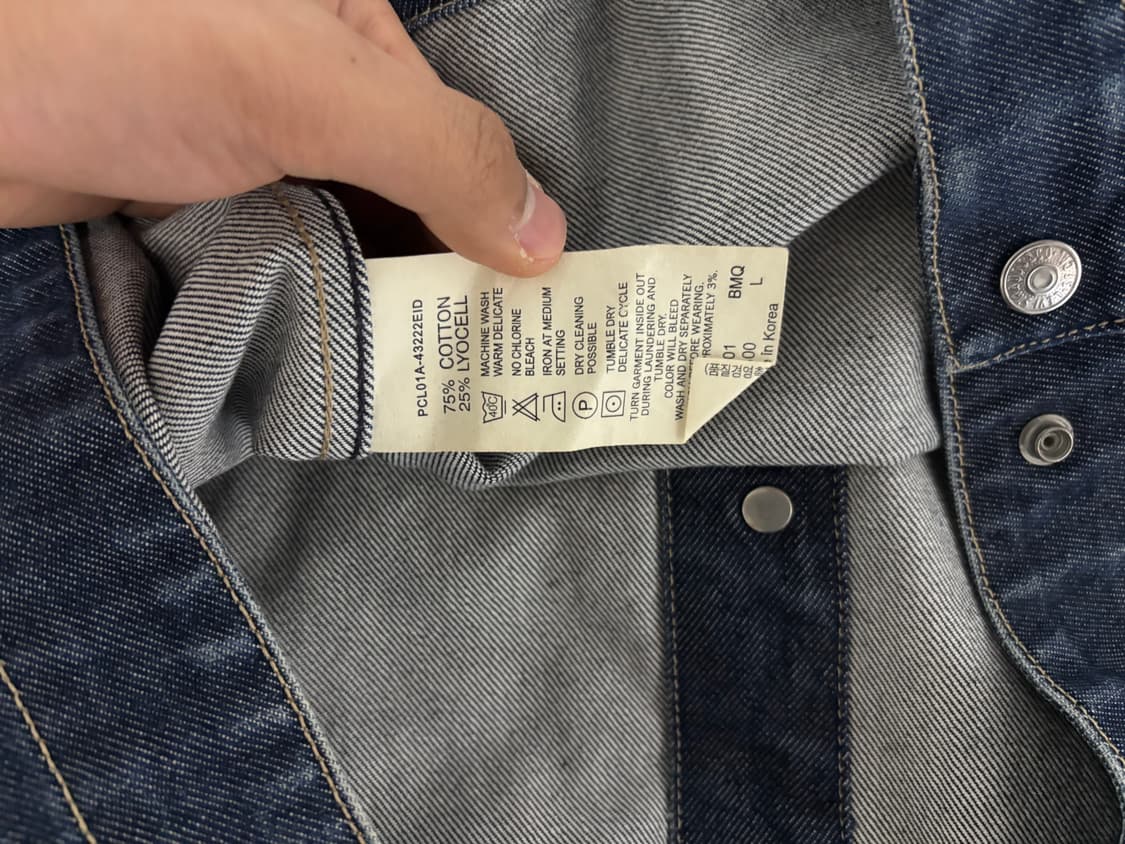 PCL01A-43222EID
75% COTTON
25% LYOCELL
40°C
MACHINE WASH
WARM DELICATE
NO CHLORINE
BLEACH
IRON AT MEDIUM
SETTING
P
DRY CLEANING
POSSIBLE
TUMBLE DRY
DELICATE CYCLE
TURN GARMENT INSIDE OUT
DURING LAUNDERING AND
TUMBLE DRY.
COLOR WILL BLEED
WASH AND DRY SEPARATELY
WEARING.
3%.
01
BMQ
00
L
in Korea